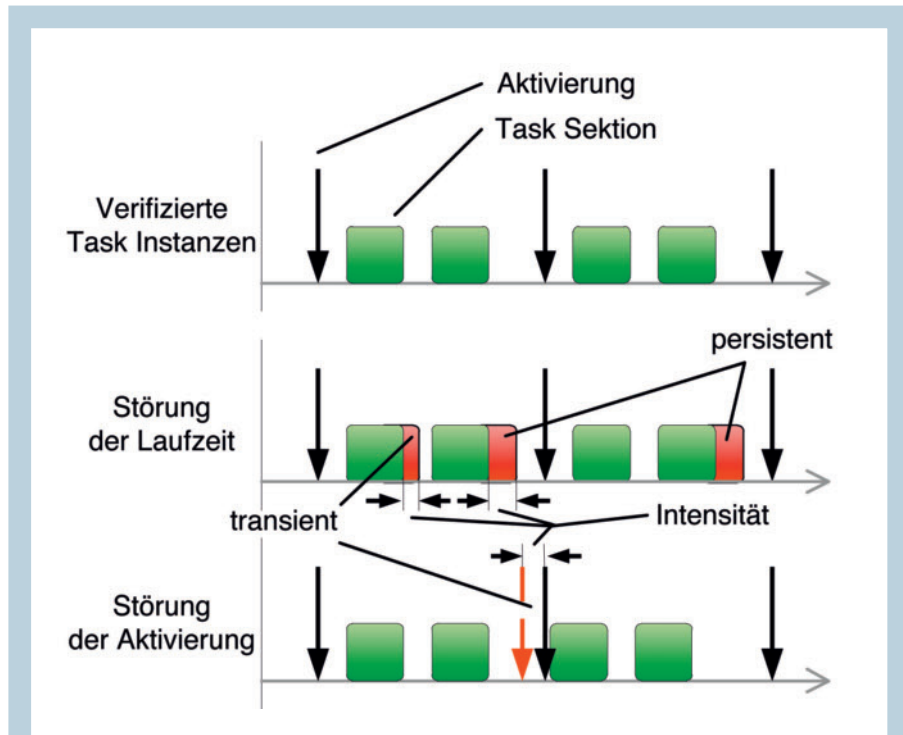 Aktivierung
Task Sektion
Verifizierte
Task Instanzen
persistent
Störung
der Laufzeit
transient
Intensität
Störung
der Aktivierung